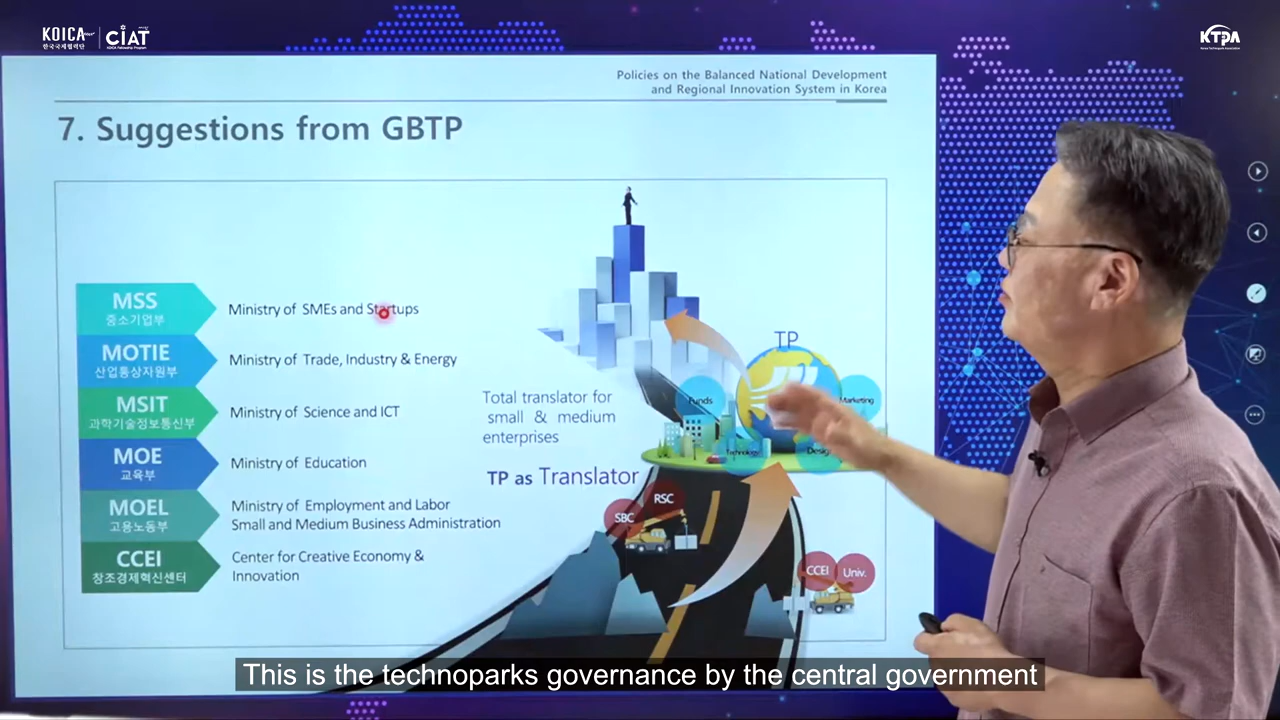 KOICA
한국국제협력단
CIAT
KOICA Fellowship Program
KTPA
Korea Technopark Association
Policies on the Balanced National Development
and Regional Innovation System in Korea
7. Suggestions from GBTP
MSS
중소기업부
Ministry of SMEs and Startups
MOTIE
산업통상자원부
Ministry of Trade, Industry & Energy
MSIT
과학기술정보통신부
Ministry of Science and ICT
MOE
교육부
Ministry of Education
MOEL
고용노동부
Ministry of Employment and Labor
Small and Medium Business Administration
CCEI
창조경제혁신센터
Center for Creative Economy &
Innovation
Total translator for
small & medium
enterprises
TP as Translator
TP
Funds
Marketing
Technology
Design
SBC
RSC
CCEI
Univ.
This is the technoparks governance by the central government